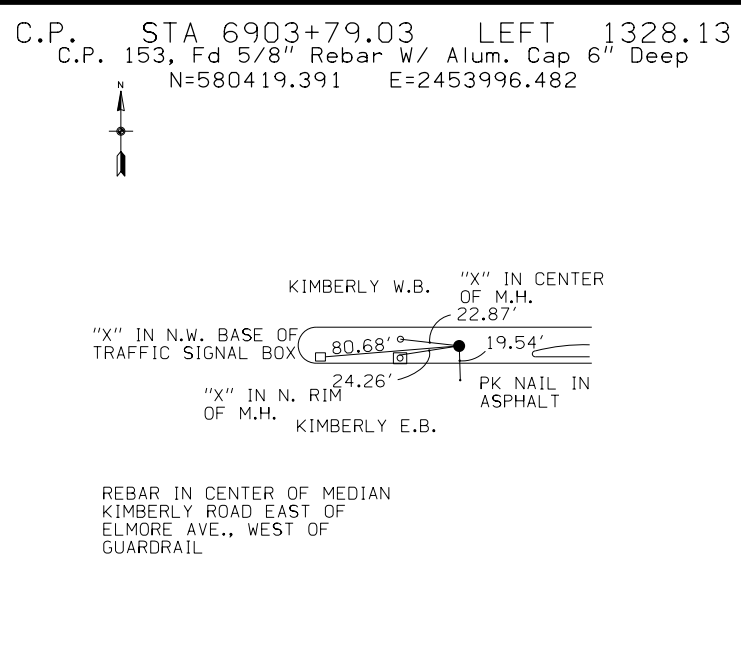 C.P. STA 6903+79.03 LEFT 1328.13
C.P. 153, Fd 5/8" Rebar W/ Alum. Cap 6" Deep
N=580419.391 E=2453996.482
N
KIMBERLY W.B.
"X" IN CENTER
OF M.H.
22.87'
"X" IN N.W. BASE OF
TRAFFIC SIGNAL BOX
80.68'
19.54'
24.26'
"X" IN N. RIM
OF M.H.
PK NAIL IN
ASPHALT
KIMBERLY E.B.
REBAR IN CENTER OF MEDIAN
KIMBERLY ROAD EAST OF
ELMORE AVE., WEST OF
GUARDRAIL